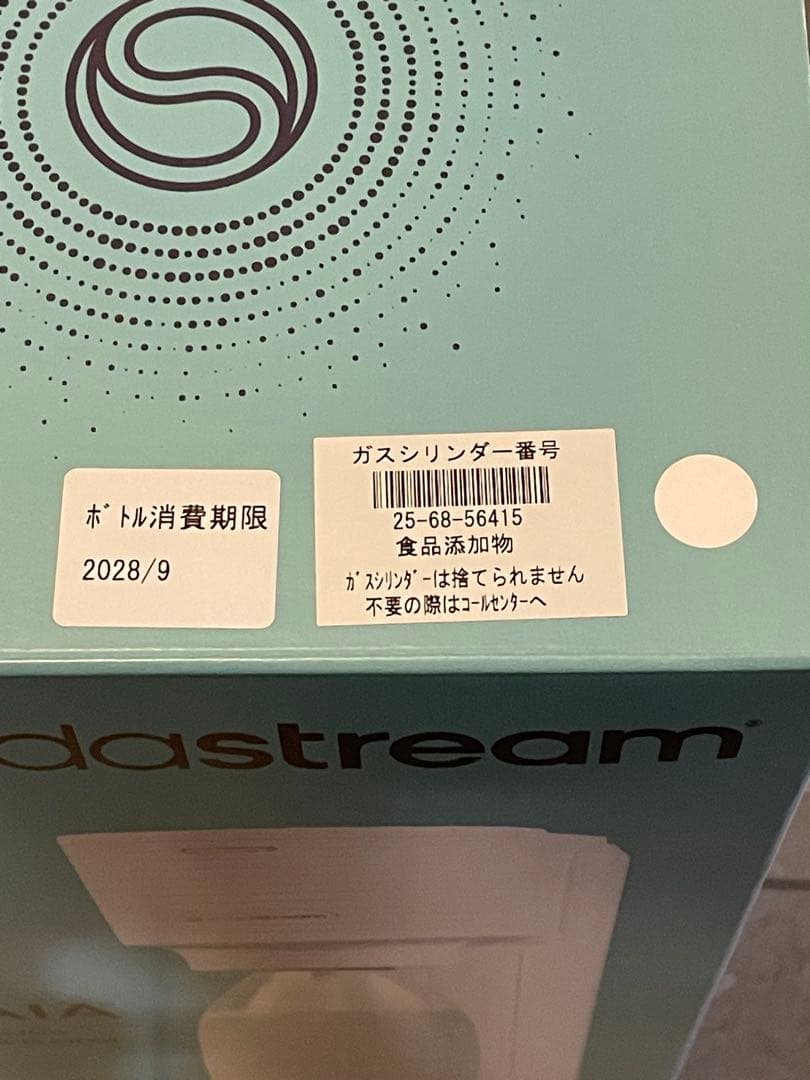 ボトル消費期限
2028/9
ガスシリンダー番号
25-68-56415
食品添加物
ガスシリンダーは捨てられません
不要の際はコールセンターへ
dastream